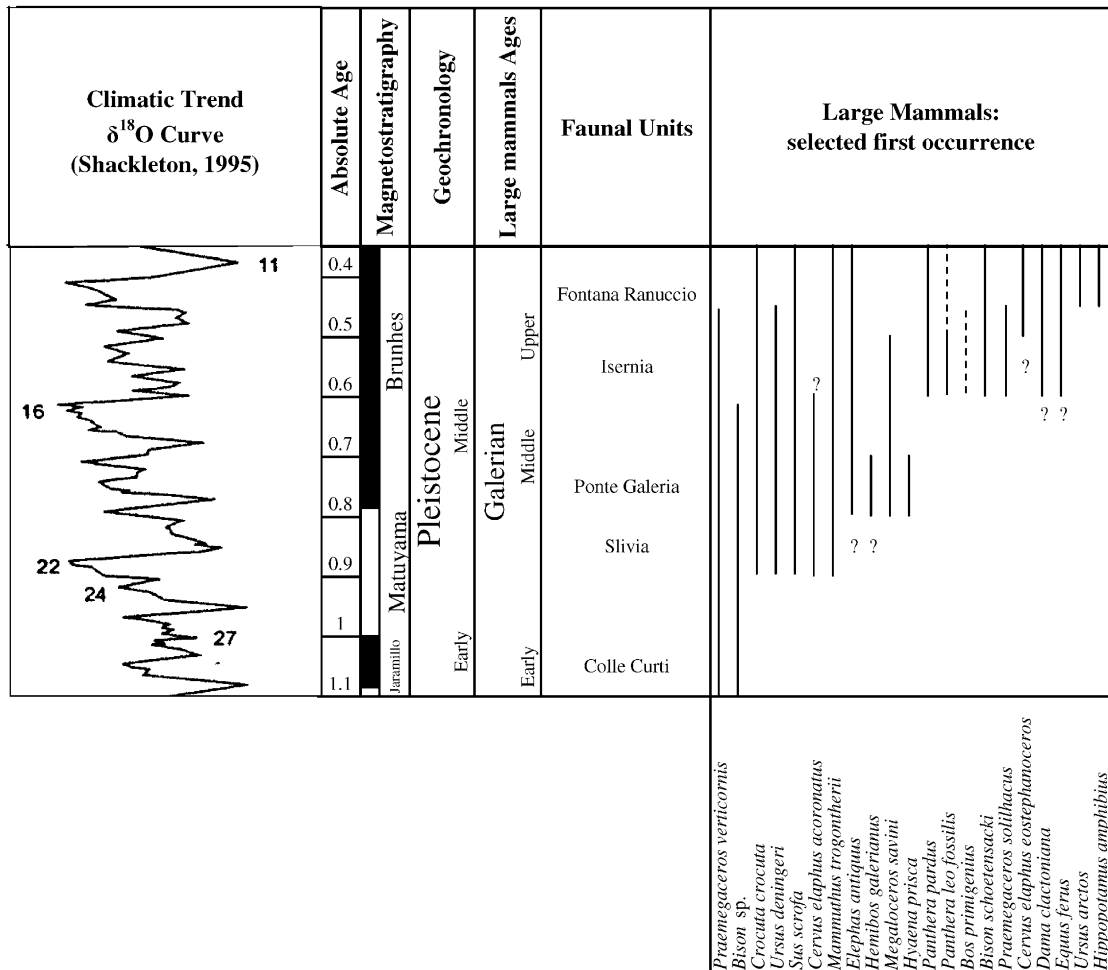 Climatic Trend
δ18O Curve
(Shackleton, 1995)
Absolute Age
Magnetostratigraphy
Geochronology
Large mammals Ages
Faunal Units
Large Mammals:
selected first occurrence
11
16
22
24
27
0.4
0.5
0.6
0.7
0.8
0.9
1
1.1
Brunhes
Matuyama
Jaramillo
Pleistocene
Middle
Early
Galerian
Upper
Middle
Early
Fontana Ranuccio
Isernia
Ponte Galeria
Slivia
Colle Curti
?
?
? ?
? ?
Praemegaceros verticornis
Bison sp.
Crocuta crocuta
Ursus deningeri
Sus scrofa
Cervus elaphus acoronatus
Mammuthus trogontherii
Elephas antiquus
Hemibos galerianus
Megaloceros savini
Hyaena prisca
Panthera pardus
Panthera leo fossilis
Bos primigenius
Bison schoetensacki
Praemegaceros solilhacus
Cervus elaphus eostephanoceros
Dama clactoniana
Equus ferus
Ursus arctos
Hippopotamus amphibius